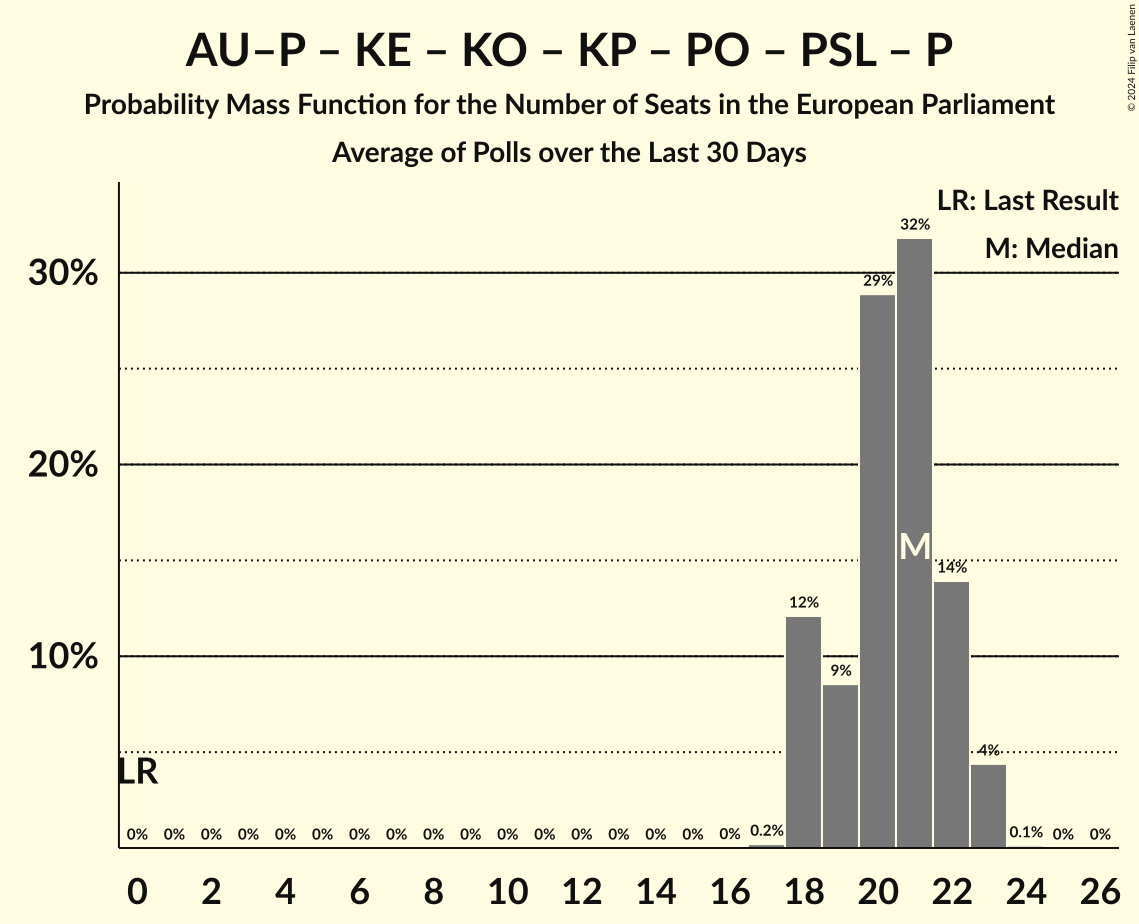 AU–P – KE – KO – KP – PO – PSL – P
Probability Mass Function for the Number of Seats in the European Parliament
Average of Polls over the Last 30 Days
© 2024 Filip van Laenen
LR: Last Result
M: Median
30%
20%
10%
32%
29%
M
14%
12%
9%
4%
LR
0% 0% 0% 0% 0% 0% 0% 0% 0% 0% 0% 0% 0% 0% 0% 0% 0% 0.2% 0.1% 0% 0%
0 2 4 6 8 10 12 14 16 18 20 22 24 26